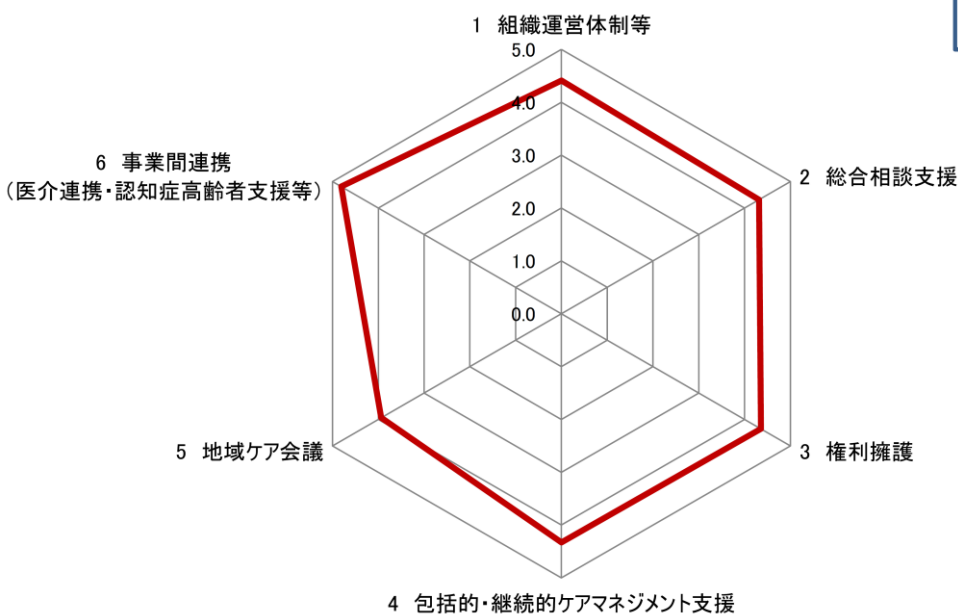 1 組織運営体制等
5.0
4.0
3.0
2.0
1.0
0.0
2 総合相談支援
3 権利擁護
4 包括的・継続的ケアマネジメント支援
5 地域ケア会議
6 事業間連携
(医介連携・認知症高齢者支援等)